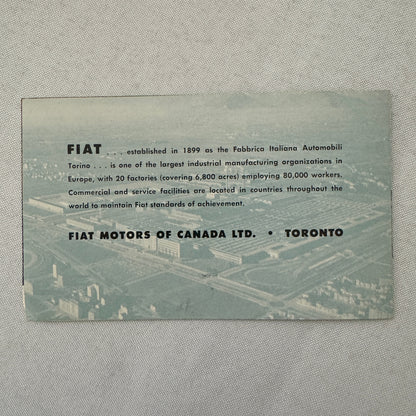 FIAT . . . established in 1899 as the Fabbrica Italiana Automobili
Torino . . . is one of the largest industrial manufacturing organizations in
Europe, with 20 factories (covering 6,800 acres) employing 80,000 workers.
Commercial and service facilities are located in countries throughout the
world to maintain Fiat standards of achievement.
FIAT MOTORS OF CANADA LTD. • TORONTO